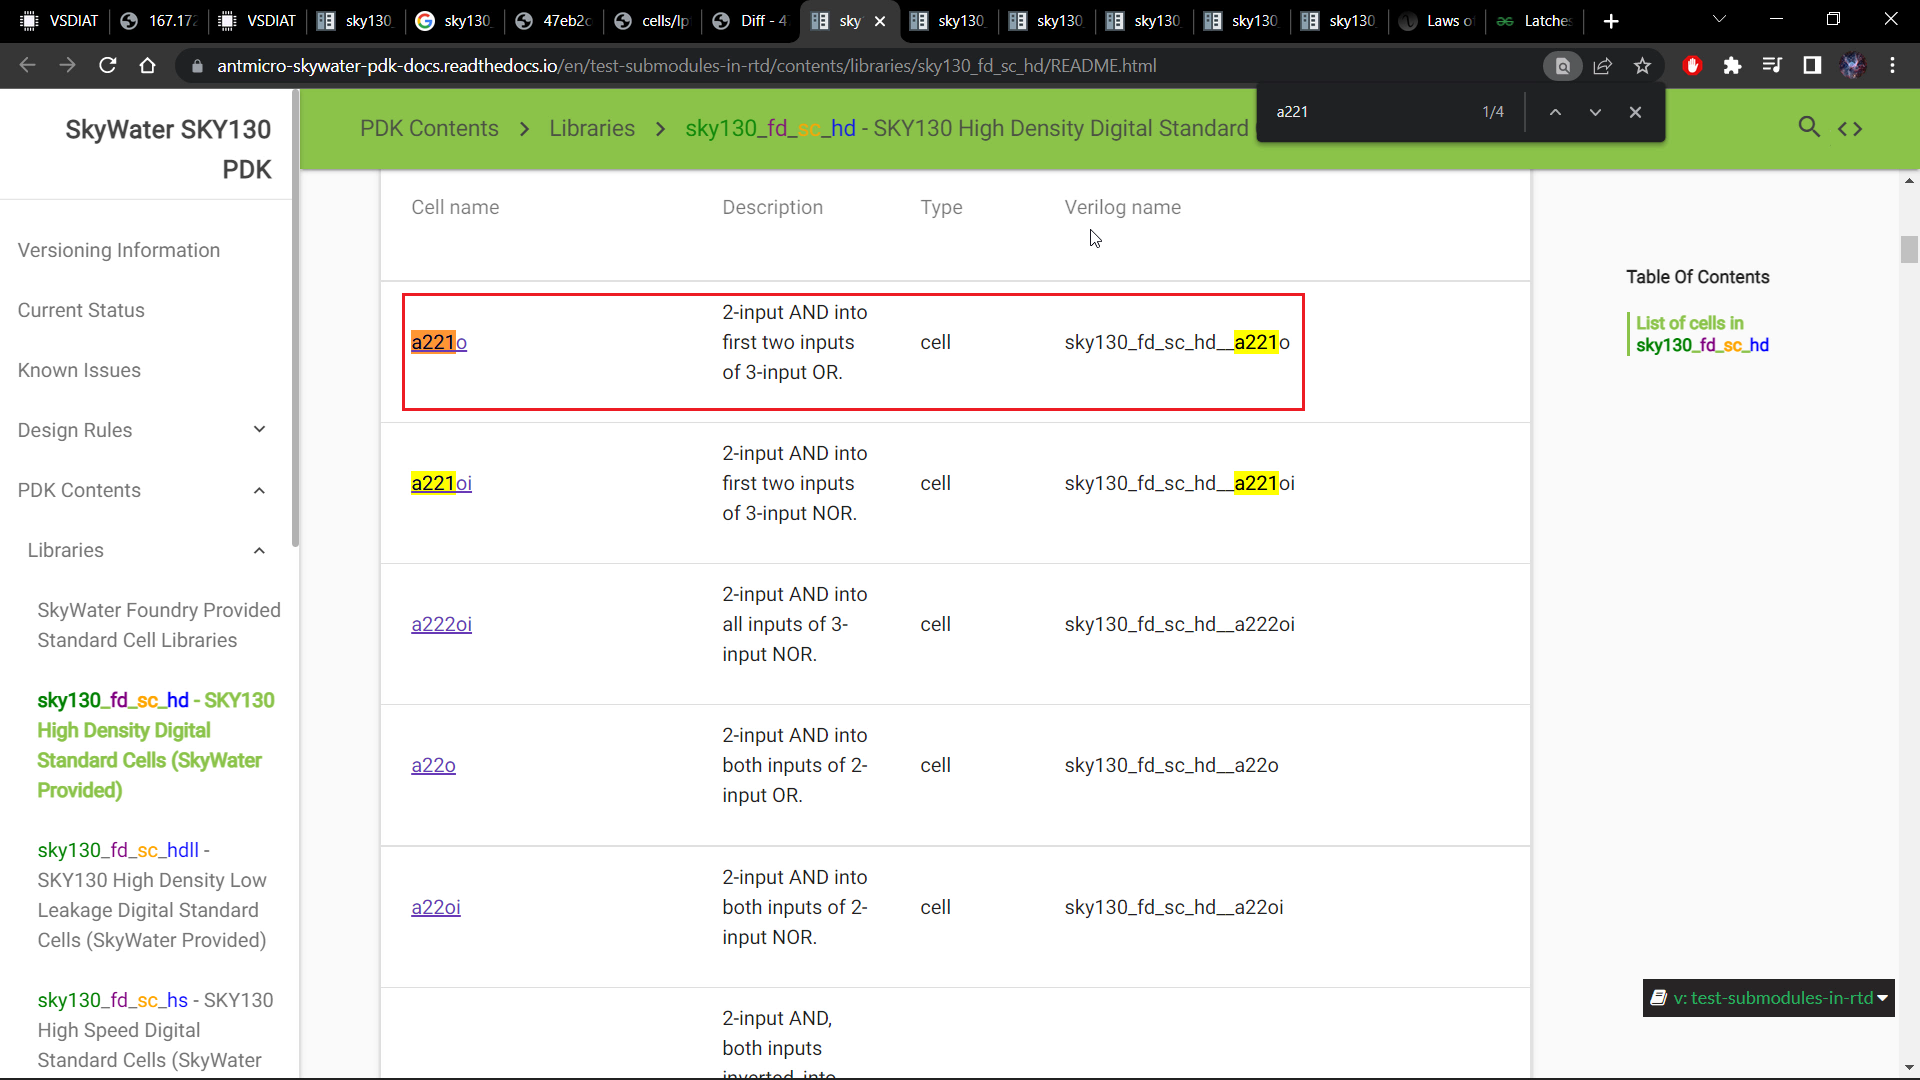 VSDIAT
167.172
VSDIAT
sky130_
sky130_
47eb2c
cells/lp
Diff - 4
sky
sky130_
sky130
sky130
sky130
sky130
Laws o
Latches
antmicro-skywater-pdk-docs.readthedocs.io/en/test-submodules-in-rtd/contents/libraries/sky130_fd_sc_hd/README.html
a221
1/4
SkyWater SKY130
PDK
PDK Contents
Libraries
sky130_fd_sc_hd - SKY130 High Density Digital Standard
Versioning Information
Current Status
Known Issues
Design Rules
PDK Contents
Libraries
SkyWater Foundry Provided
Standard Cell Libraries
sky130_fd_sc_hd - SKY130
High Density Digital
Standard Cells (SkyWater
Provided)
sky130_fd_sc_hdll -
SKY130 High Density Low
Leakage Digital Standard
Cells (SkyWater Provided)
sky130_fd_sc_hs - SKY130
High Speed Digital
Standard Cells (SkyWater
Cell name
Description
Type
Verilog name
a221o
2-input AND into
first two inputs
of 3-input OR.
cell
sky130_fd_sc_hd__a221o
a221oi
2-input AND into
first two inputs
of 3-input NOR.
cell
sky130_fd_sc_hd__a221oi
a222oi
2-input AND into
all inputs of 3-
input NOR.
cell
sky130_fd_sc_hd__a222oi
a22o
2-input AND into
both inputs of 2-
input OR.
cell
sky130_fd_sc_hd__a22o
a22oi
2-input AND into
both inputs of 2-
input NOR.
cell
sky130_fd_sc_hd__a22oi
2-input AND,
both inputs
inverted, into
Table Of Contents
List of cells in
sky130_fd_sc_hd
v: test-submodules-in-rtd